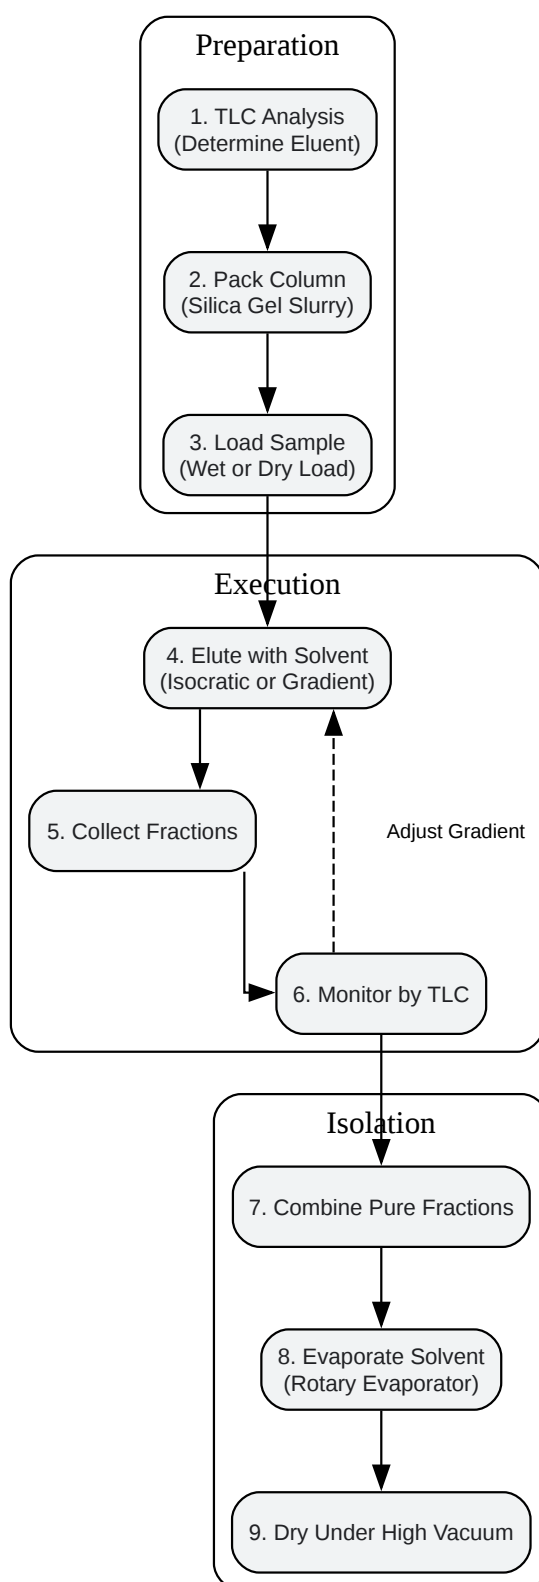 Preparation
1. TLC Analysis
(Determine Eluent)
2. Pack Column
(Silica Gel Slurry)
3. Load Sample
(Wet or Dry Load)
Execution
4. Elute with Solvent
(Isocratic or Gradient)
5. Collect Fractions
Adjust Gradient
6. Monitor by TLC
Isolation
7. Combine Pure Fractions
8. Evaporate Solvent
(Rotary Evaporator)
9. Dry Under High Vacuum